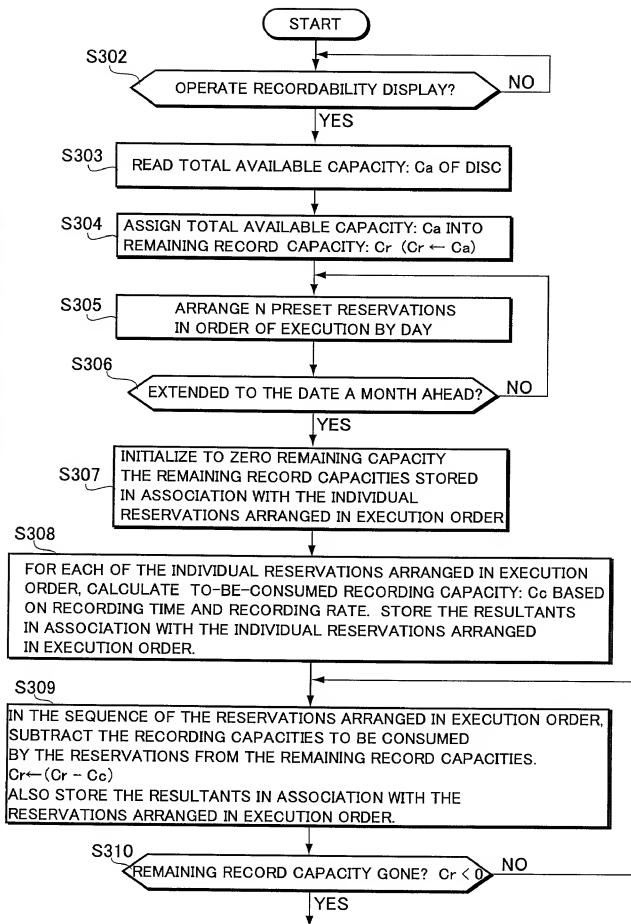 START
S302
OPERATE RECORDABILITY DISPLAY?
NO
YES
S303
READ TOTAL AVAILABLE CAPACITY: Ca OF DISC
S304
ASSIGN TOTAL AVAILABLE CAPACITY: Ca INTO
REMAINING RECORD CAPACITY: Cr (Cr ← Ca)
S305
ARRANGE N PRESET RESERVATIONS
IN ORDER OF EXECUTION BY DAY
S306
EXTENDED TO THE DATE A MONTH AHEAD?
NO
YES
S307
INITIALIZE TO ZERO REMAINING CAPACITY
THE REMAINING RECORD CAPACITIES STORED
IN ASSOCIATION WITH THE INDIVIDUAL
RESERVATIONS ARRANGED IN EXECUTION ORDER
S308
FOR EACH OF THE INDIVIDUAL RESERVATIONS ARRANGED IN EXECUTION
ORDER, CALCULATE TO-BE-CONSUMED RECORDING CAPACITY: Cc BASED
ON RECORDING TIME AND RECORDING RATE. STORE THE RESULTANTS
IN ASSOCIATION WITH THE INDIVIDUAL RESERVATIONS ARRANGED
IN EXECUTION ORDER.
S309
IN THE SEQUENCE OF THE RESERVATIONS ARRANGED IN EXECUTION ORDER,
SUBTRACT THE RECORDING CAPACITIES TO BE CONSUMED
BY THE RESERVATIONS FROM THE REMAINING RECORD CAPACITIES.
Cr←(Cr − Cc)
ALSO STORE THE RESULTANTS IN ASSOCIATION WITH THE
RESERVATIONS ARRANGED IN EXECUTION ORDER.
S310
REMAINING RECORD CAPACITY GONE? Cr < 0
NO
YES